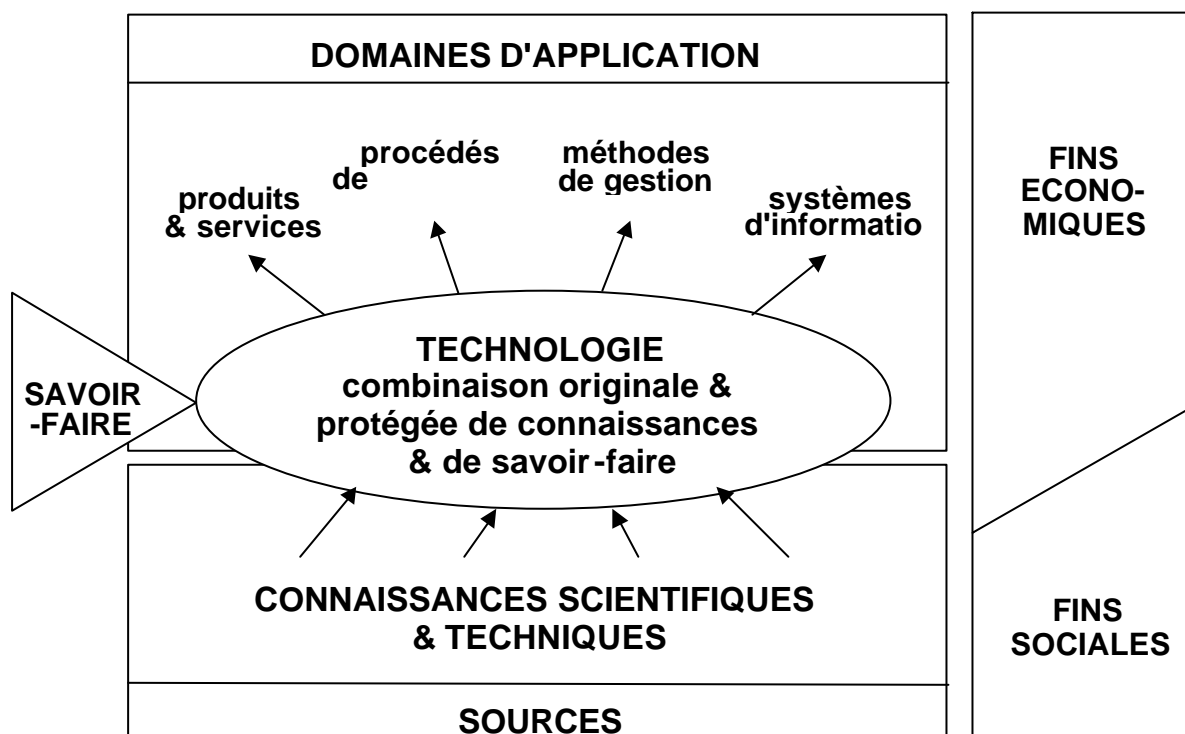 DOMAINES D'APPLICATION
produits
& services
procédés
de
méthodes
de gestion
systèmes
d'informatio
SAVOIR
-FAIRE
TECHNOLOGIE
combinaison originale &
protégée de connaissances
& de savoir-faire
CONNAISSANCES SCIENTIFIQUES
& TECHNIQUES
SOURCES
FINS
ECONO-
MIQUES
FINS
SOCIALES